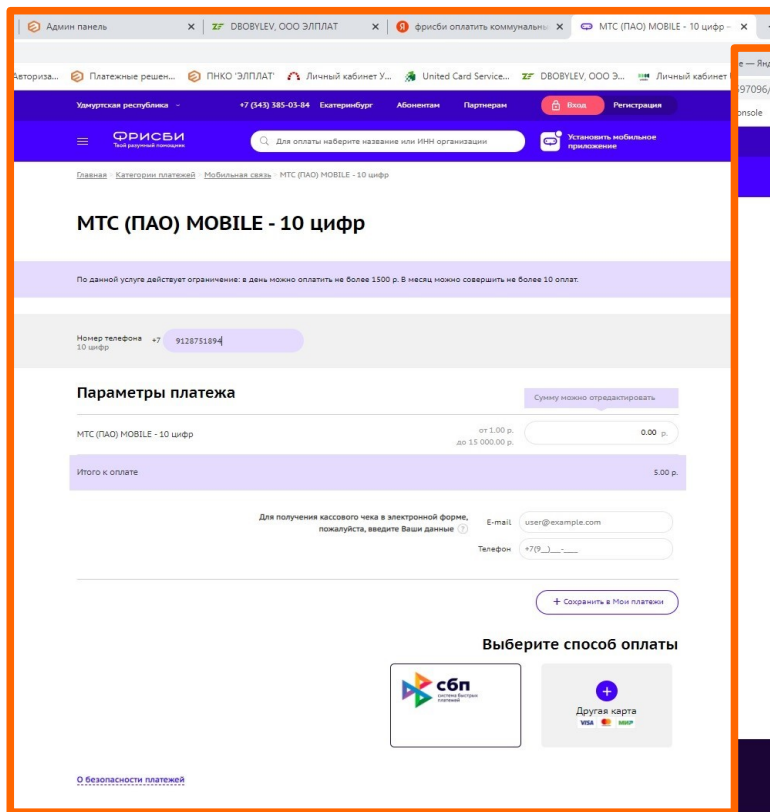 Админ панель
DBOBYLEV, ООО ЭЛПЛАТ
фрисби оплатить коммунальны
МТС (ПАО) MOBILE - 10 цифр –
Авториза...
Платежные решен...
ПНКО 'ЭЛПЛАТ'
Личный кабинет У...
United Card Service...
DBOBYLEV, ООО Э...
Личный кабинет
е — Янд
597096/
onsole
Удмуртская республика
+7 (343) 385-03-84 Екатеринбург
Абонентам
Партнерам
Вход
Регистрация
ФРИСБИ
Твой разумный помощник
Для оплаты наберите название или ИНН организации
Установить мобильное
приложение
Главная Категории платежей Мобильная связь МТС (ПАО) MOBILE - 10 цифр
МТС (ПАО) MOBILE - 10 цифр
По данной услуге действует ограничение: в день можно оплатить не более 1500 р. В месяц можно совершить не более 10 оплат.
Номер телефона +7 9128751894
10 цифр
Параметры платежа
Сумму можно отредактировать
МТС (ПАО) MOBILE - 10 цифр
от 1.00 р.
до 15 000.00 р.
0.00 р.
Итого к оплате 5.00 р.
Для получения кассового чека в электронной форме,
пожалуйста, введите Ваши данные ?
E-mail user@example.com
Телефон +7(9__)___-____
+ Сохранить в Мои платежи
Выберите способ оплаты
сбп
система быстрых
платежей
Другая карта
VISA МИР
О безопасности платежей